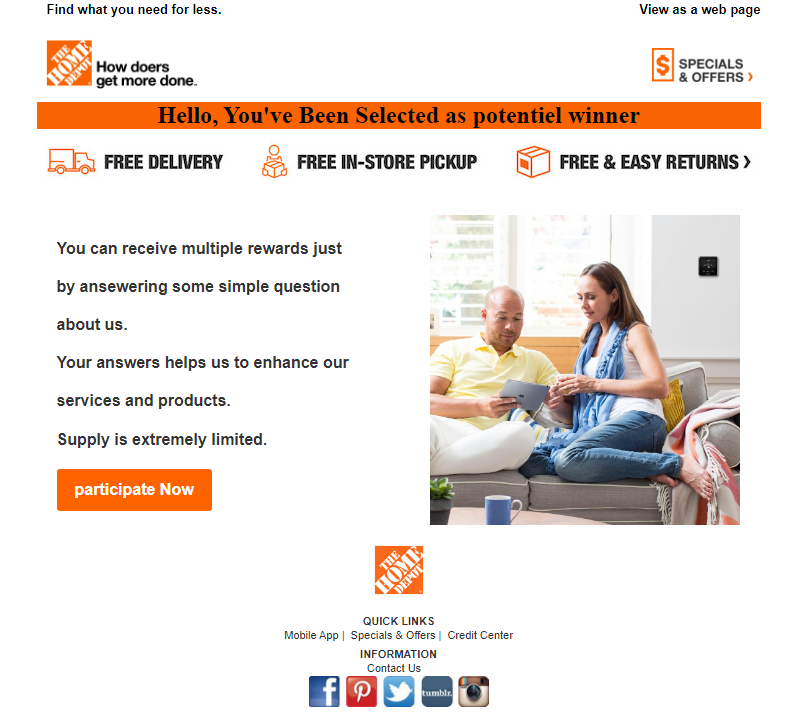 Find what you need for less.
View as a web page
THE HOME DEPOT
How doers
get more done.
SPECIALS
& OFFERS ›
Hello, You've Been Selected as potentiel winner
FREE DELIVERY
FREE IN-STORE PICKUP
FREE & EASY RETURNS ›
You can receive multiple rewards just
by ansewering some simple question
about us.
Your answers helps us to enhance our
services and products.
Supply is extremely limited.
participate Now
THE HOME DEPOT
QUICK LINKS
Mobile App | Specials & Offers | Credit Center
INFORMATION
Contact Us
tumblr.